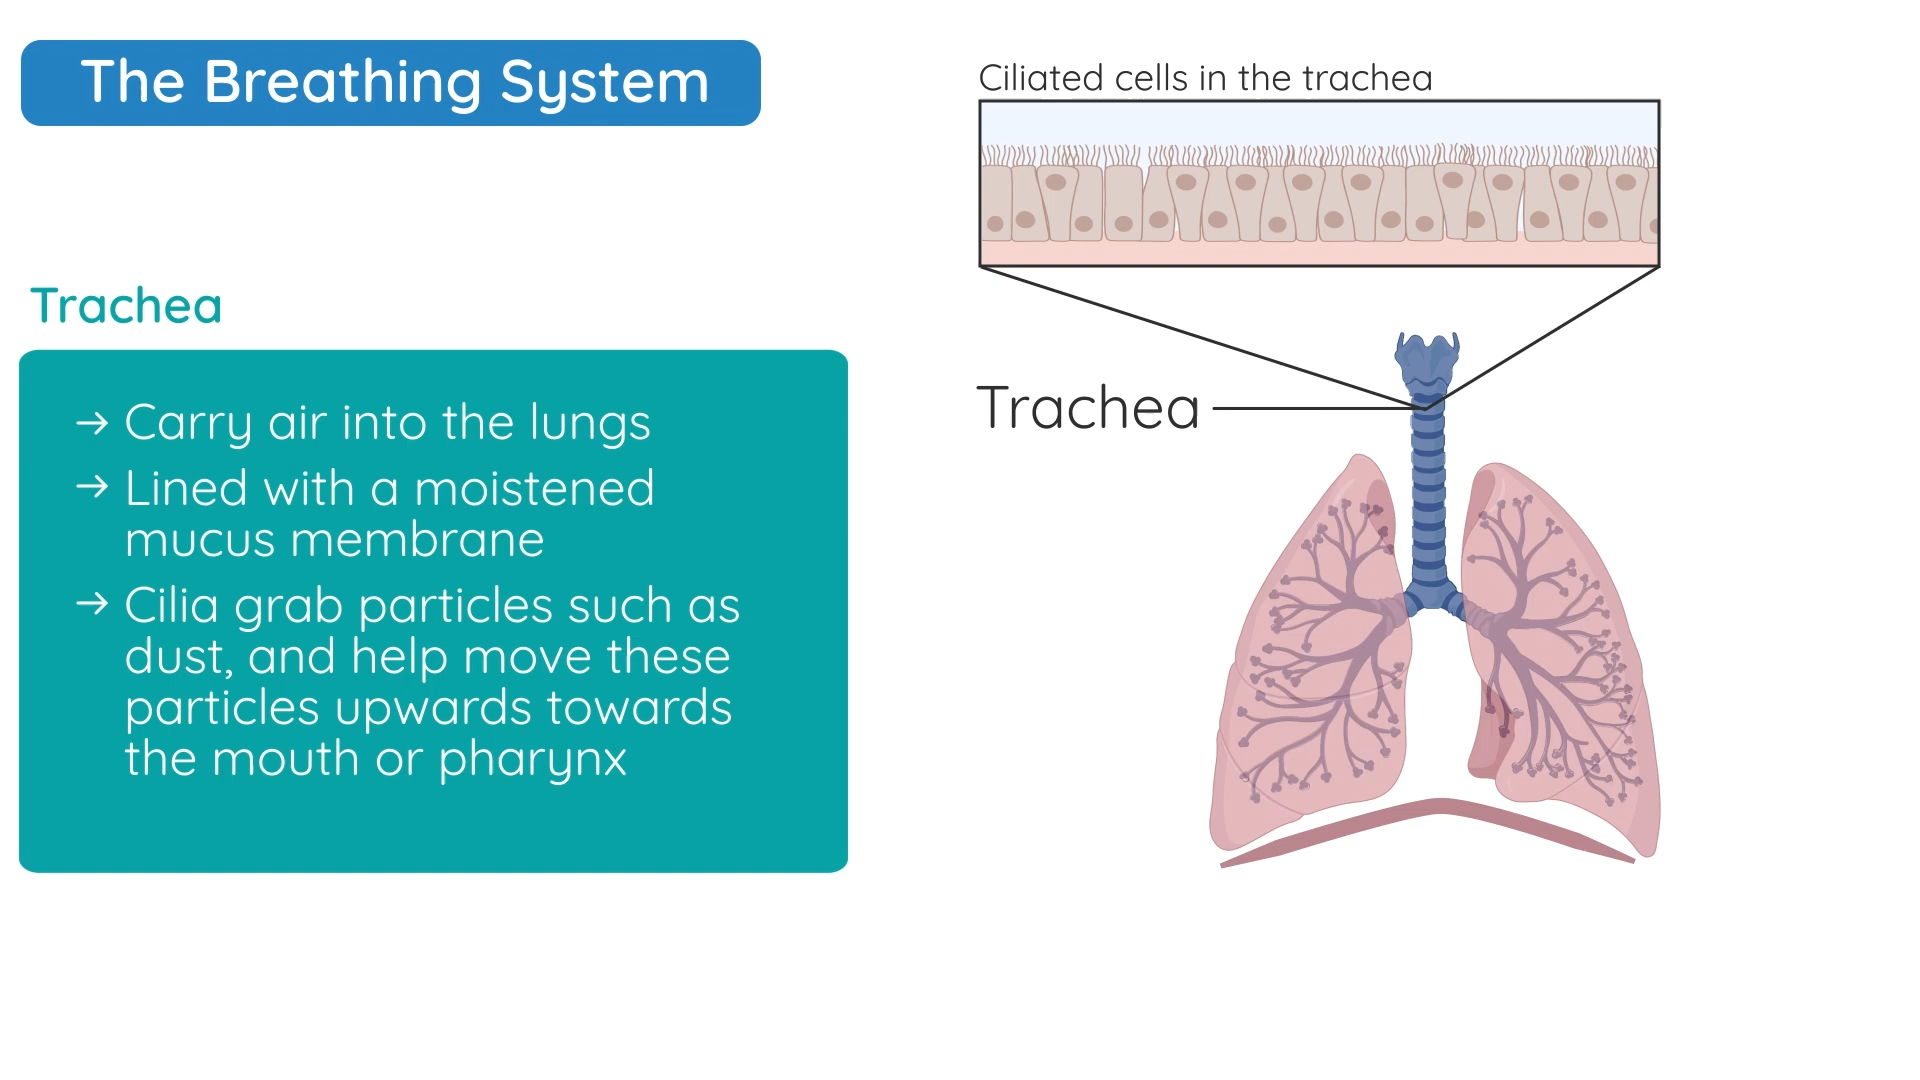 The Breathing System
Trachea
→ Carry air into the lungs
→ Lined with a moistened
mucus membrane
→ Cilia grab particles such as
dust, and help move these
particles upwards towards
the mouth or pharynx
Ciliated cells in the trachea
Trachea